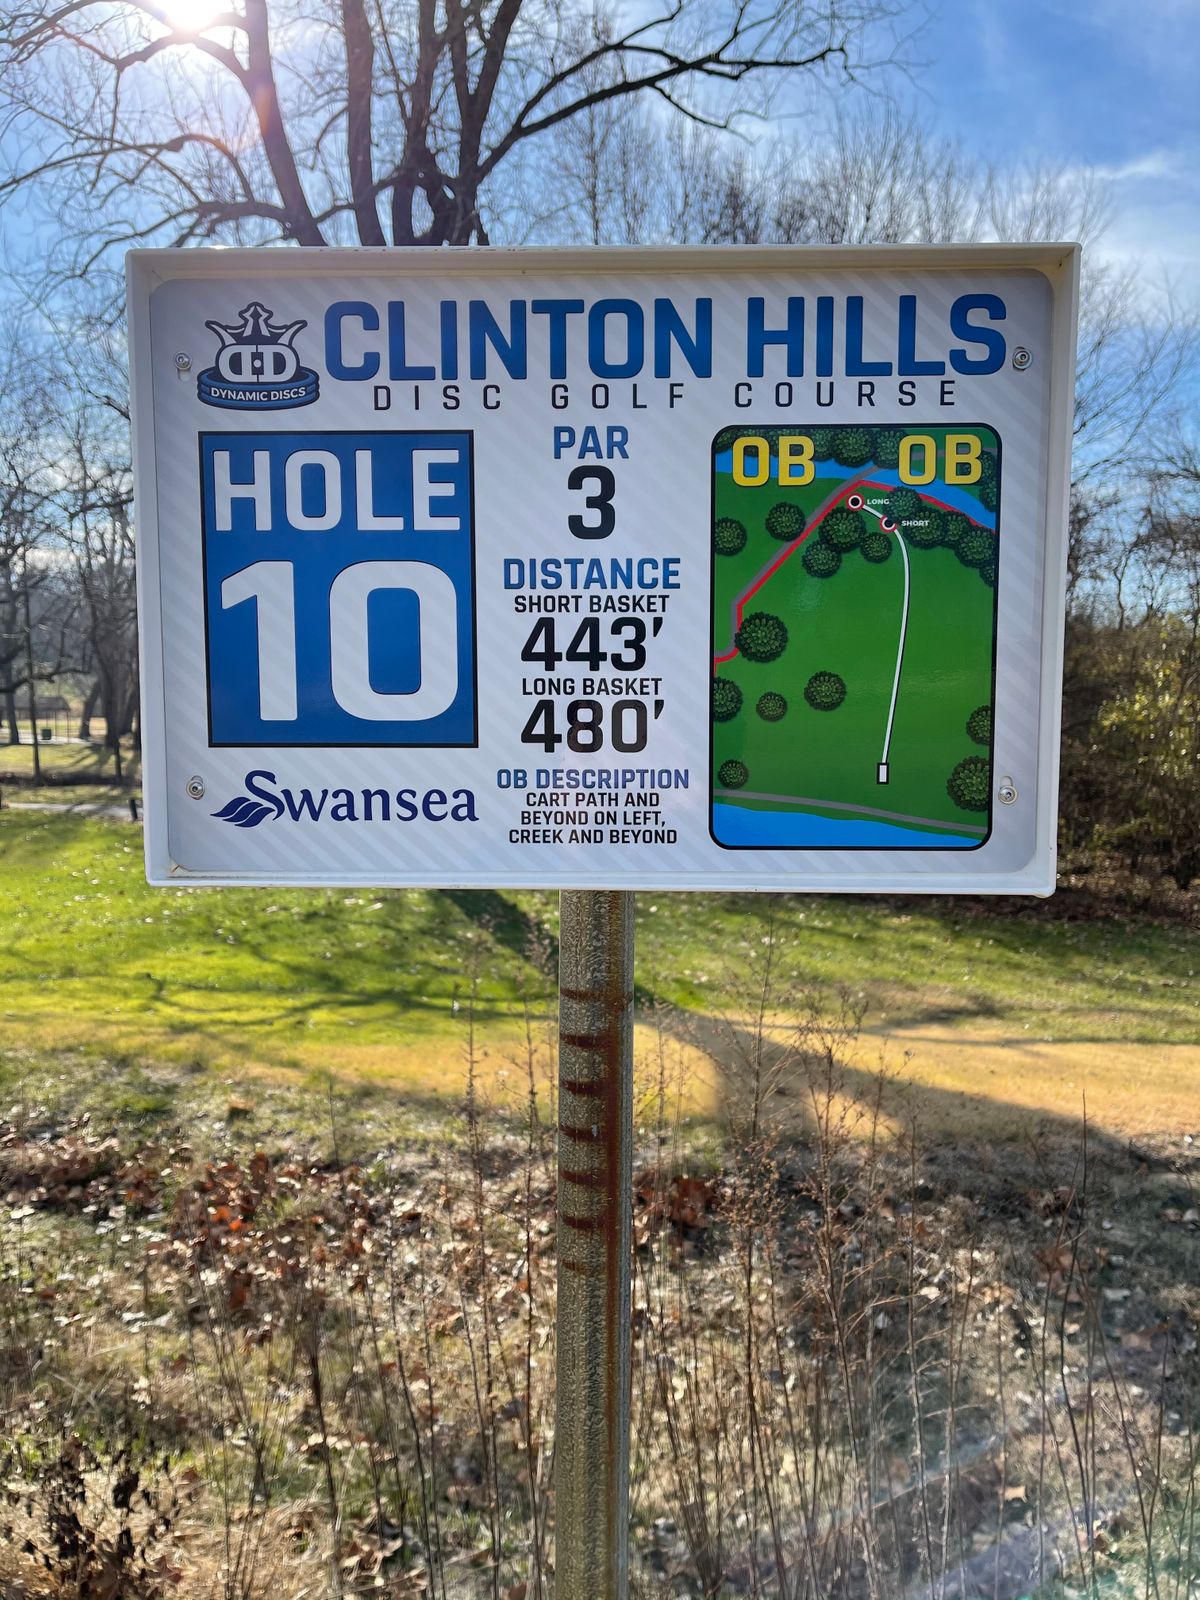 DYNAMIC DISCS
CLINTON HILLS
DISC GOLF COURSE
HOLE
10
Swansea
PAR
3
DISTANCE
SHORT BASKET
443'
LONG BASKET
480'
OB DESCRIPTION
CART PATH AND
BEYOND ON LEFT,
CREEK AND BEYOND
OB OB
LONG
SHORT